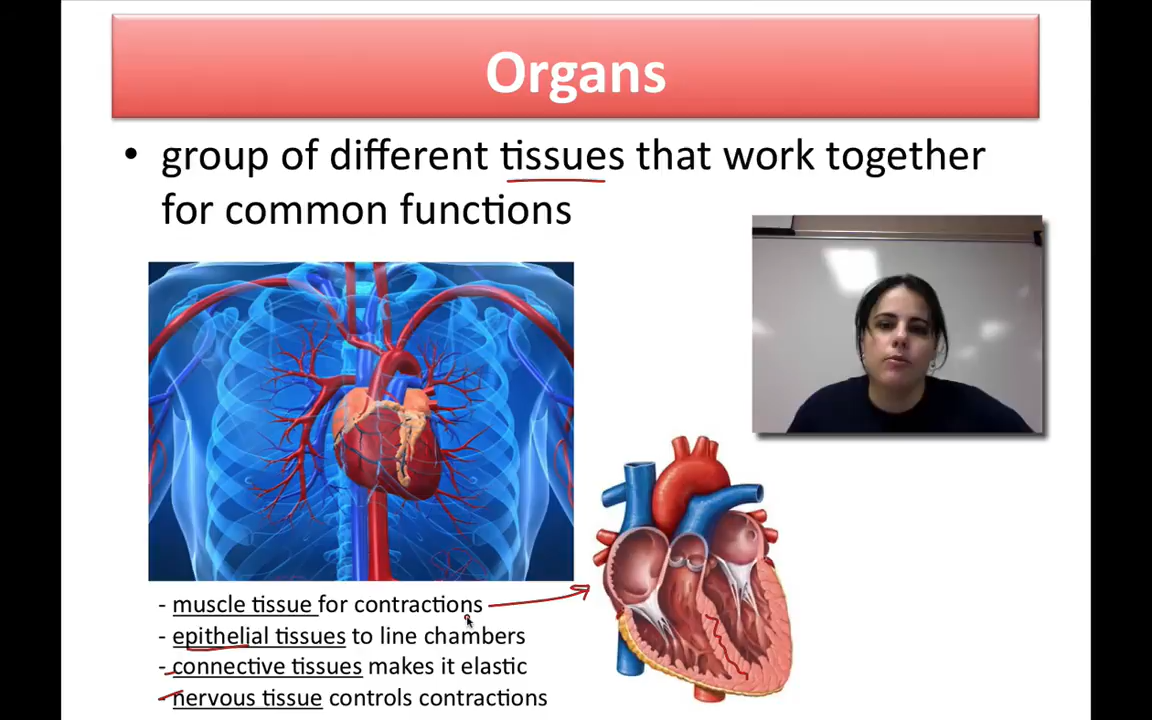 Organs
• group of different tissues that work together
for common functions
- muscle tissue for contractions
- epithelial tissues to line chambers
- connective tissues makes it elastic
- nervous tissue controls contractions